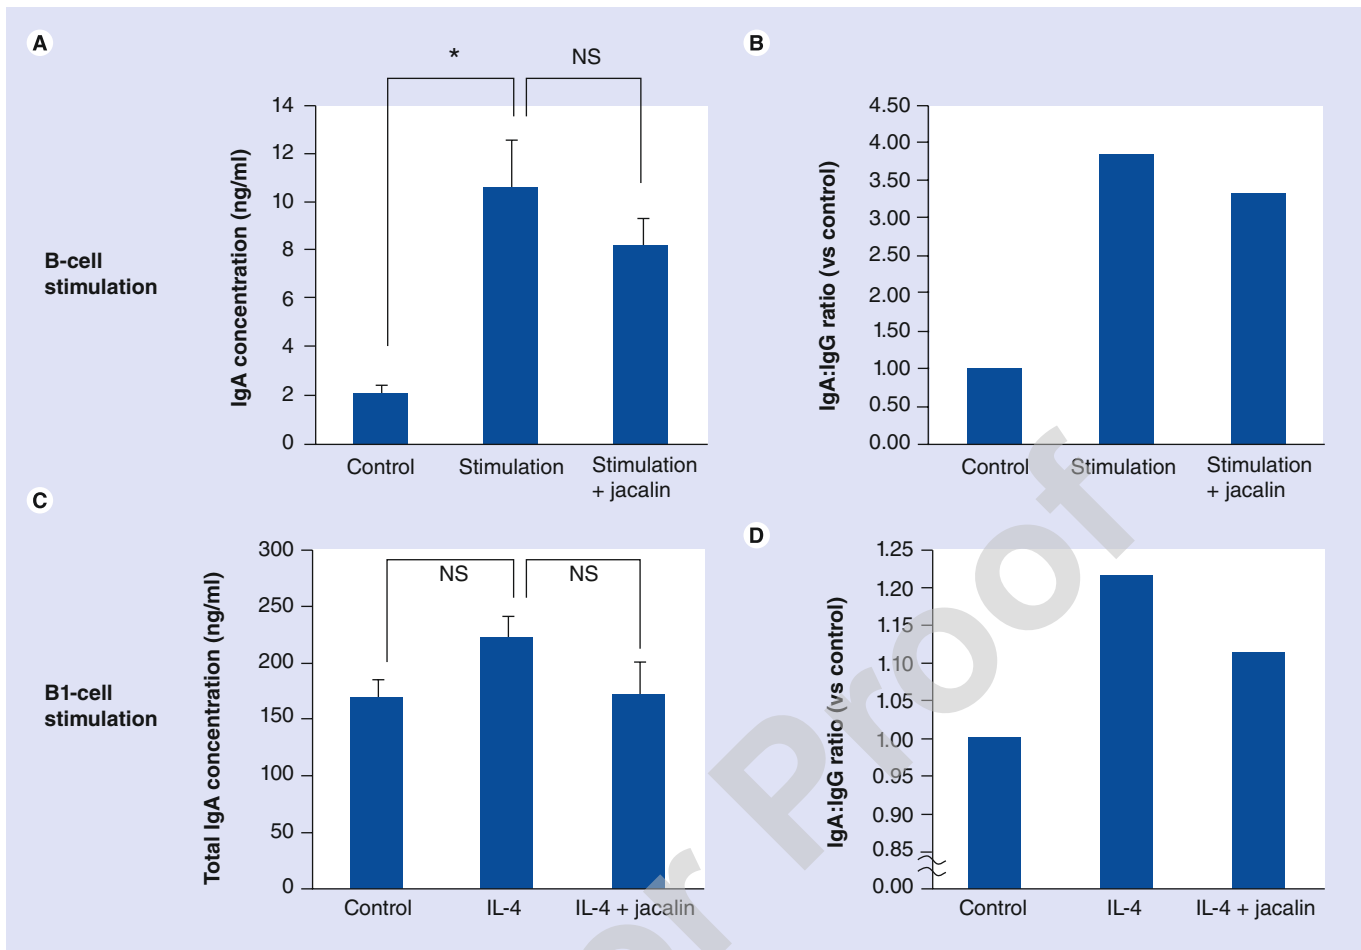 A
*
NS
14
12
10
8
6
4
2
0
IgA concentration (ng/ml)
B-cell
stimulation
Control
Stimulation
Stimulation
+ jacalin
B
4.50
4.00
3.50
3.00
2.50
2.00
1.50
1.00
0.50
0.00
IgA:IgG ratio (vs control)
Control
Stimulation
Stimulation
+ jacalin
C
NS
NS
300
250
200
150
100
50
0
Total IgA concentration (ng/ml)
B1-cell
stimulation
Control
IL-4
IL-4 + jacalin
D
1.25
1.20
1.15
1.10
1.05
1.00
0.95
0.90
0.85
0.00
IgA:IgG ratio (vs control)
Control
IL-4
IL-4 + jacalin
or Proof